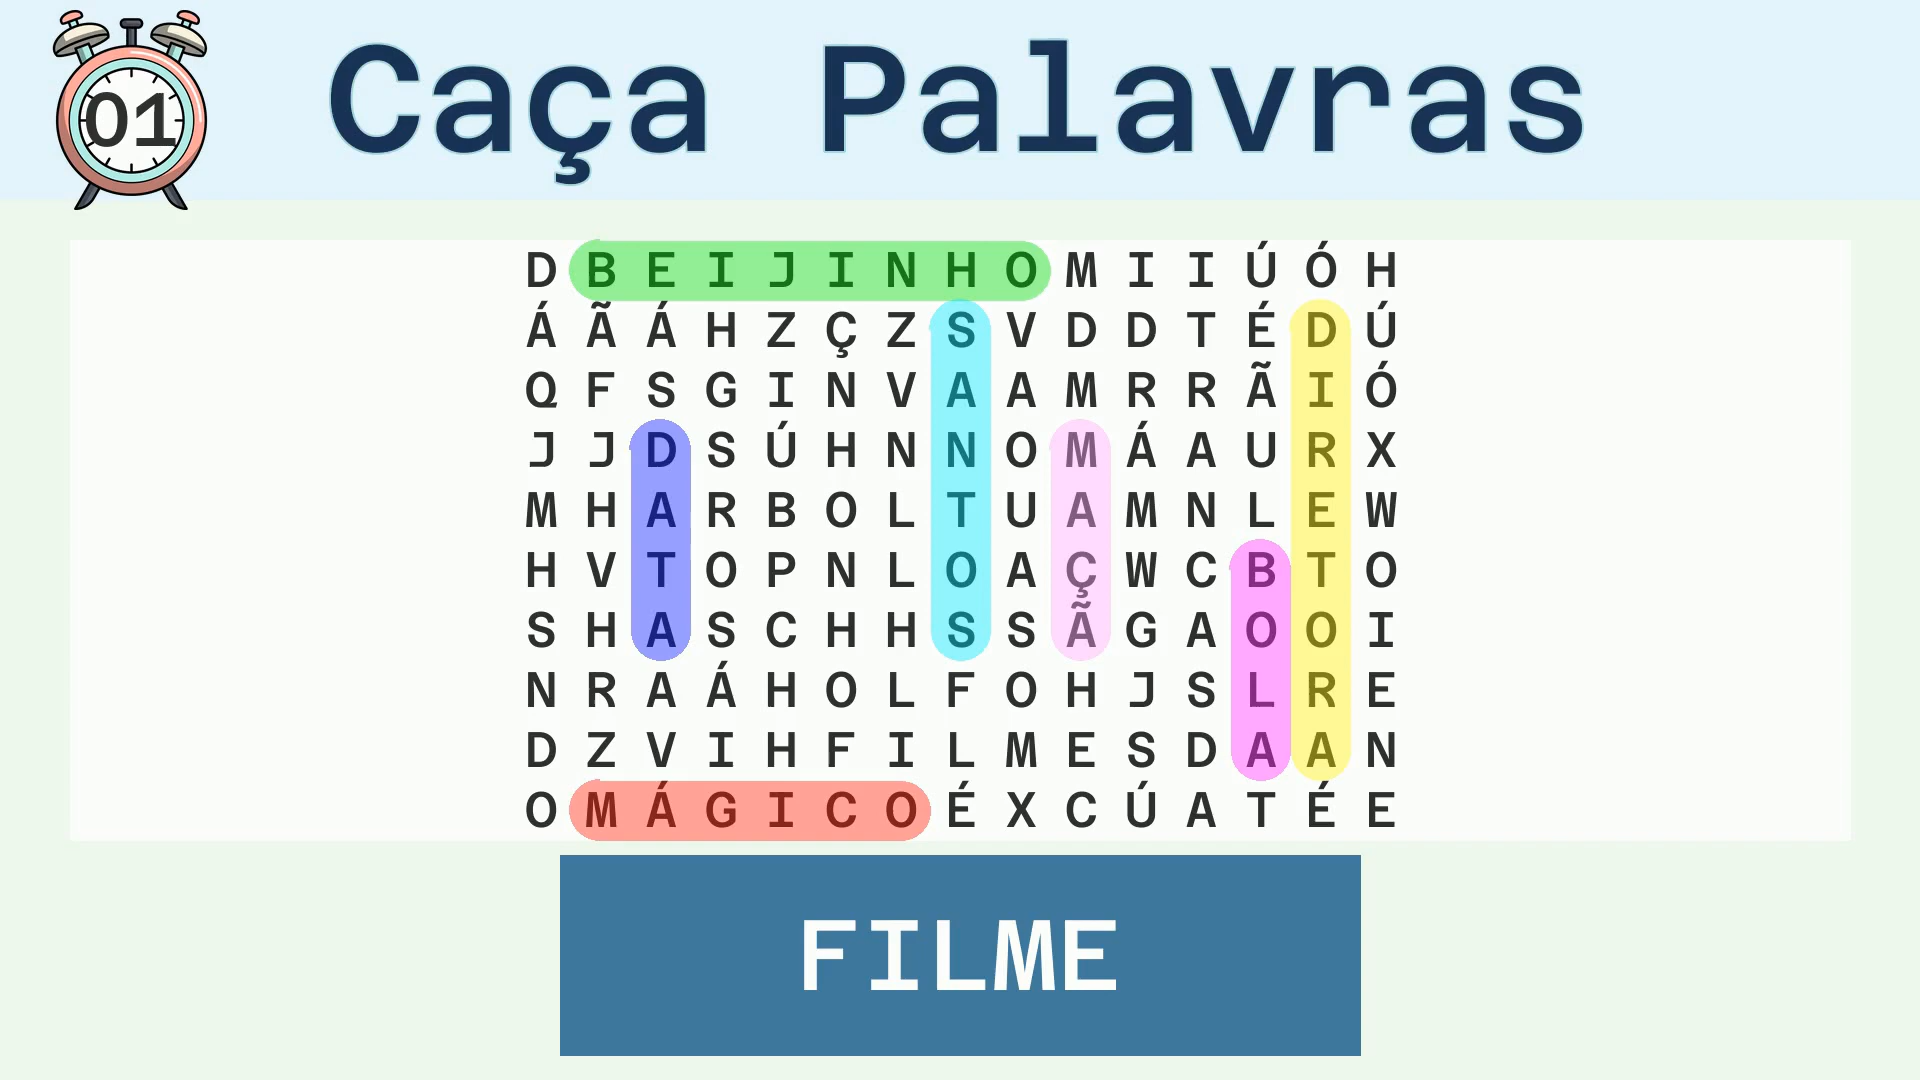 01
Caça Palavras
D B E I J I N H O M I I Ú Ó H
Á Ã Á H Z Ç Z S V D D T É D Ú
Q F S G I N V A A M R R Ã I Ó
J J D S Ú H N N O M Á A U R X
M H A R B O L T U A M N L E W
H V T O P N L O A Ç W C B T O
S H A S C H H S S Ã G A O O I
N R A Á H O L F O H J S L R E
D Z V I H F I L M E S D A A N
O M Á G I C O É X C Ú A T É E
FILME